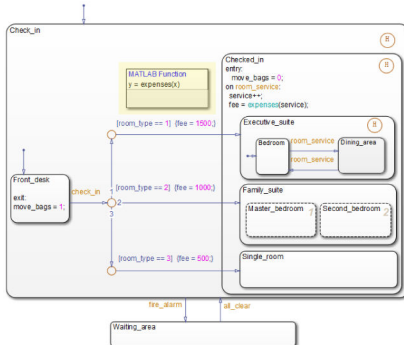 Check_in
H
MATLAB Function
y = expenses(x)
Checked_in
H
entry:
move_bags = 0;
on room_service:
service++;
fee = expenses(service);
[room_type == 1] {fee = 1500;}
Executive_suite
H
Bedroom
room_service
room_service
Dining_area
Front_desk
exit:
move_bags = 1;
check_in
1
2
3
[room_type == 2] {fee = 1000;}
Family_suite
Master_bedroom
1
Second_bedroom
2
[room_type == 3] {fee = 500;}
Single_room
fire_alarm
all_clear
Waiting_area